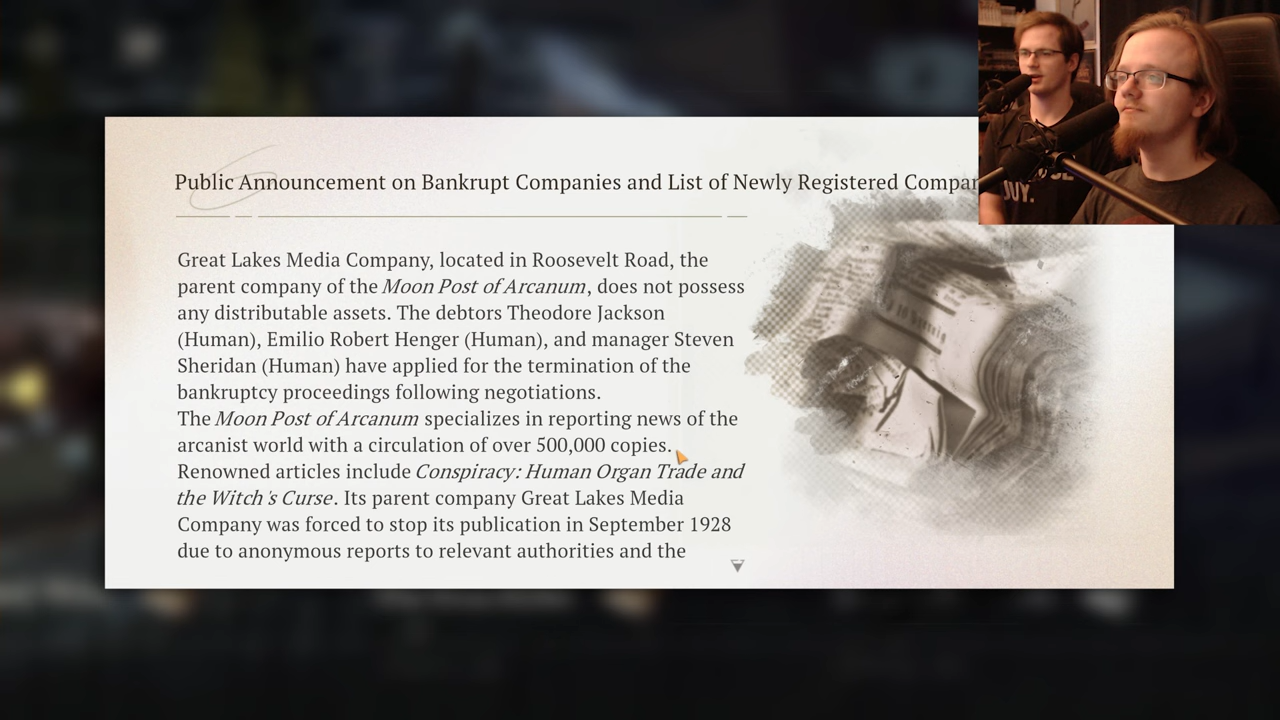 Public Announcement on Bankrupt Companies and List of Newly Registered
Great Lakes Media Company, located in Roosevelt Road, the
parent company of the Moon Post of Arcanum, does not possess
any distributable assets. The debtors Theodore Jackson
(Human), Emilio Robert Henger (Human), and manager Steven
Sheridan (Human) have applied for the termination of the
bankruptcy proceedings following negotiations.
The Moon Post of Arcanum specializes in reporting news of the
arcanist world with a circulation of over 500,000 copies.
Renowned articles include Conspiracy: Human Organ Trade and
the Witch's Curse. Its parent company Great Lakes Media
Company was forced to stop its publication in September 1928
due to anonymous reports to relevant authorities and the